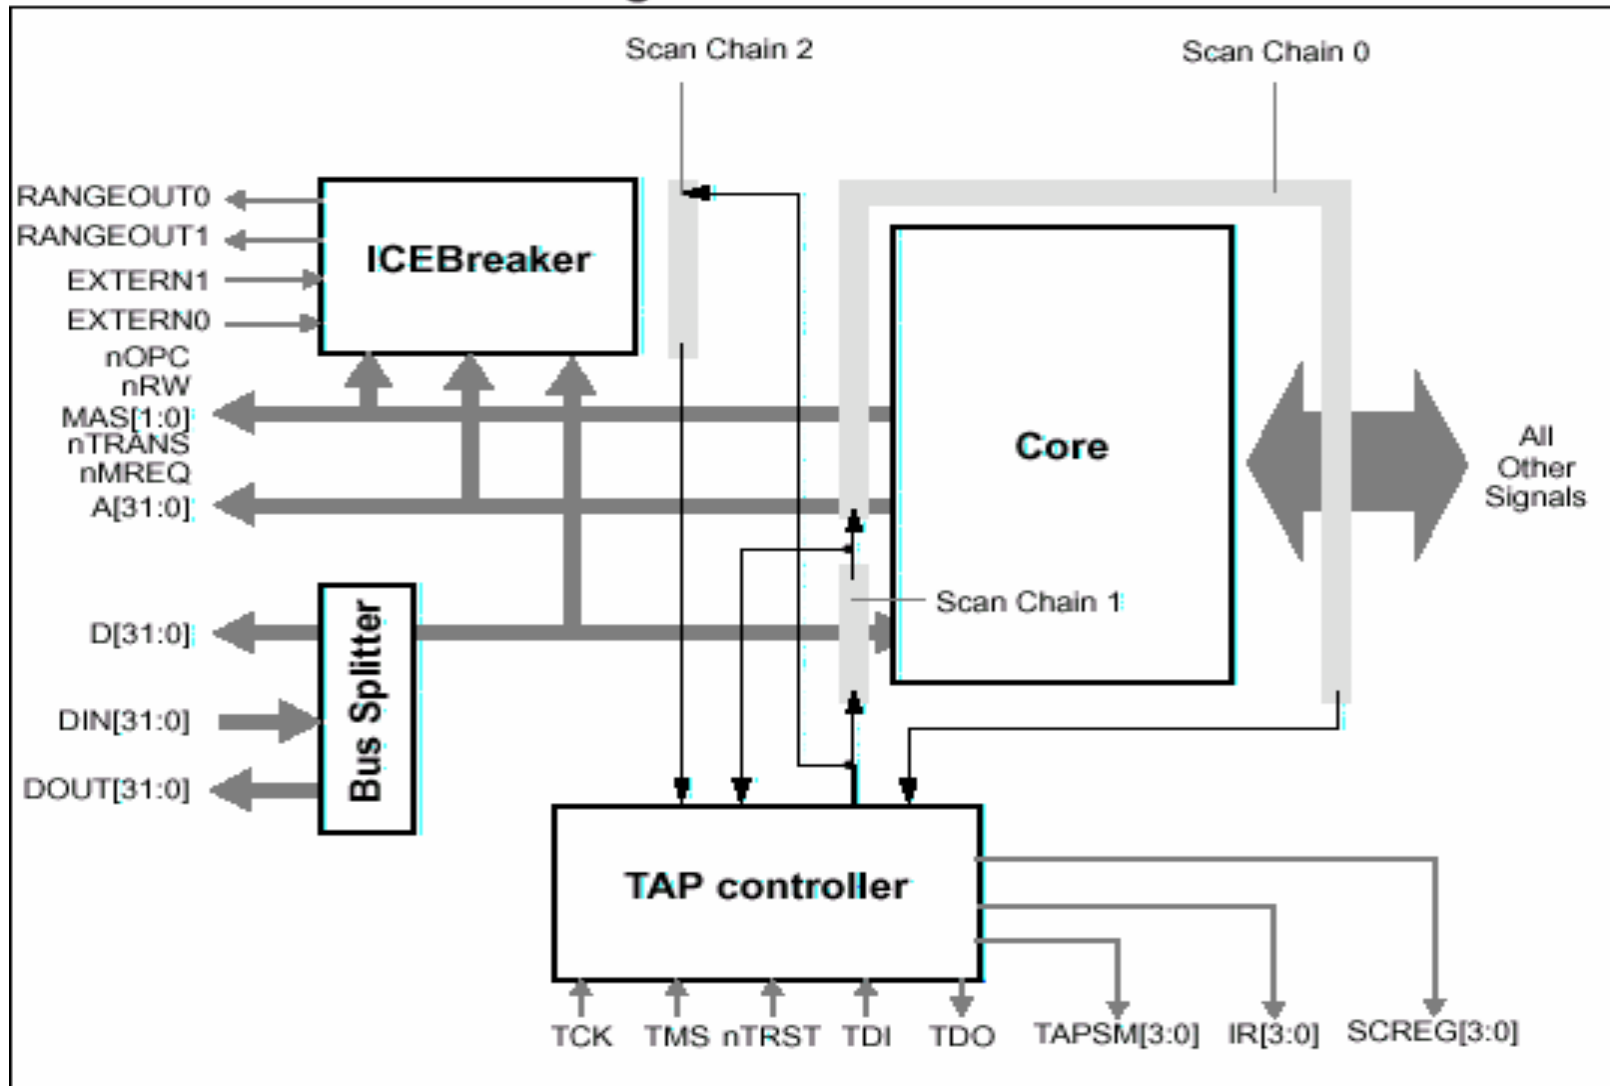 Scan Chain 2
Scan Chain 0
RANGEOUT0
RANGEOUT1
EXTERN1
EXTERN0
nOPC
nRW
MAS[1:0]
nTRANS
nMREQ
A[31:0]
D[31:0]
DIN[31:0]
DOUT[31:0]
ICEBreaker
Core
All
Other
Signals
Scan Chain 1
Bus Splitter
TAP controller
TCK
TMS
nTRST
TDI
TDO
TAPSM[3:0]
IR[3:0]
SCREG[3:0]